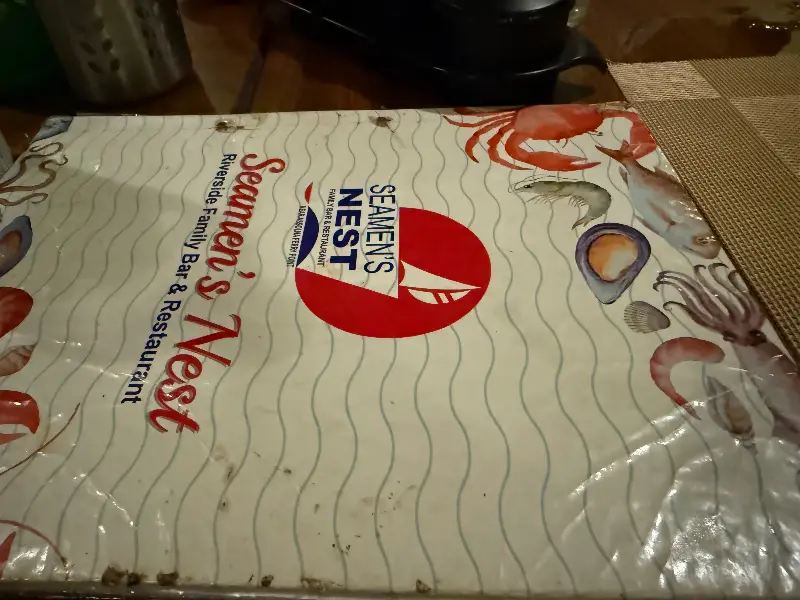 SEAMEN'S
NEST
FAMILY BAR & RESTAURANT
Seamen's Nest
Riverside Family Bar & Restaurant